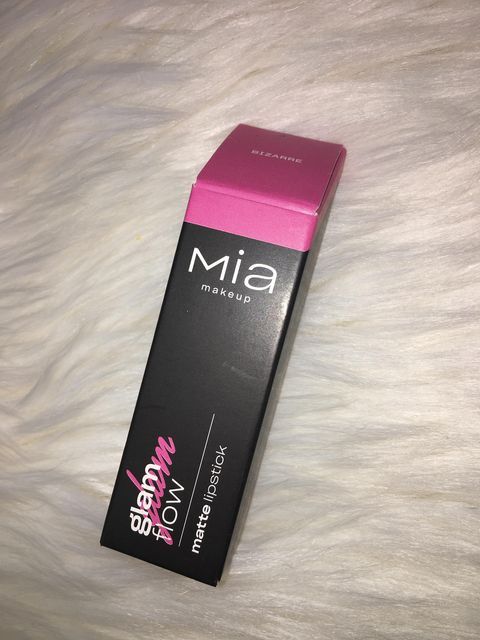 BIZARRE
Mia
makeup
glam
glam
flow
matte lipstick